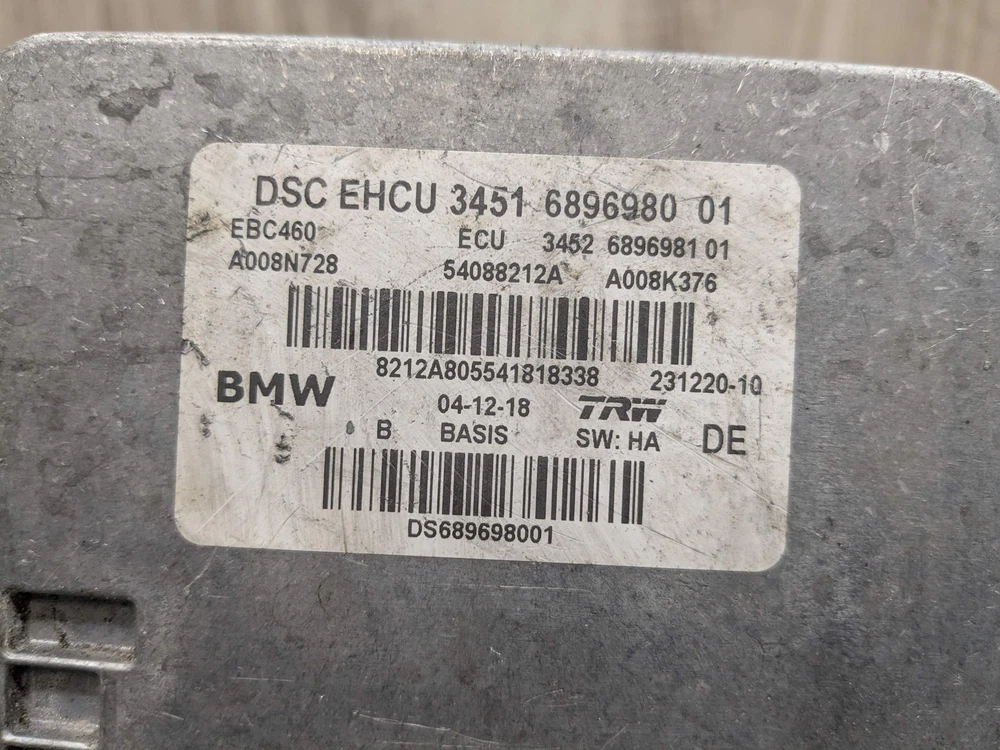 DSC EHCU 3451 6896980 01
EBC460 ECU 3452 6896981 01
A008N728 54088212A A008K376
8212A805541818338 231220-10
BMW 04-12-18 TRW
B BASIS SW: HA DE
DS689698001